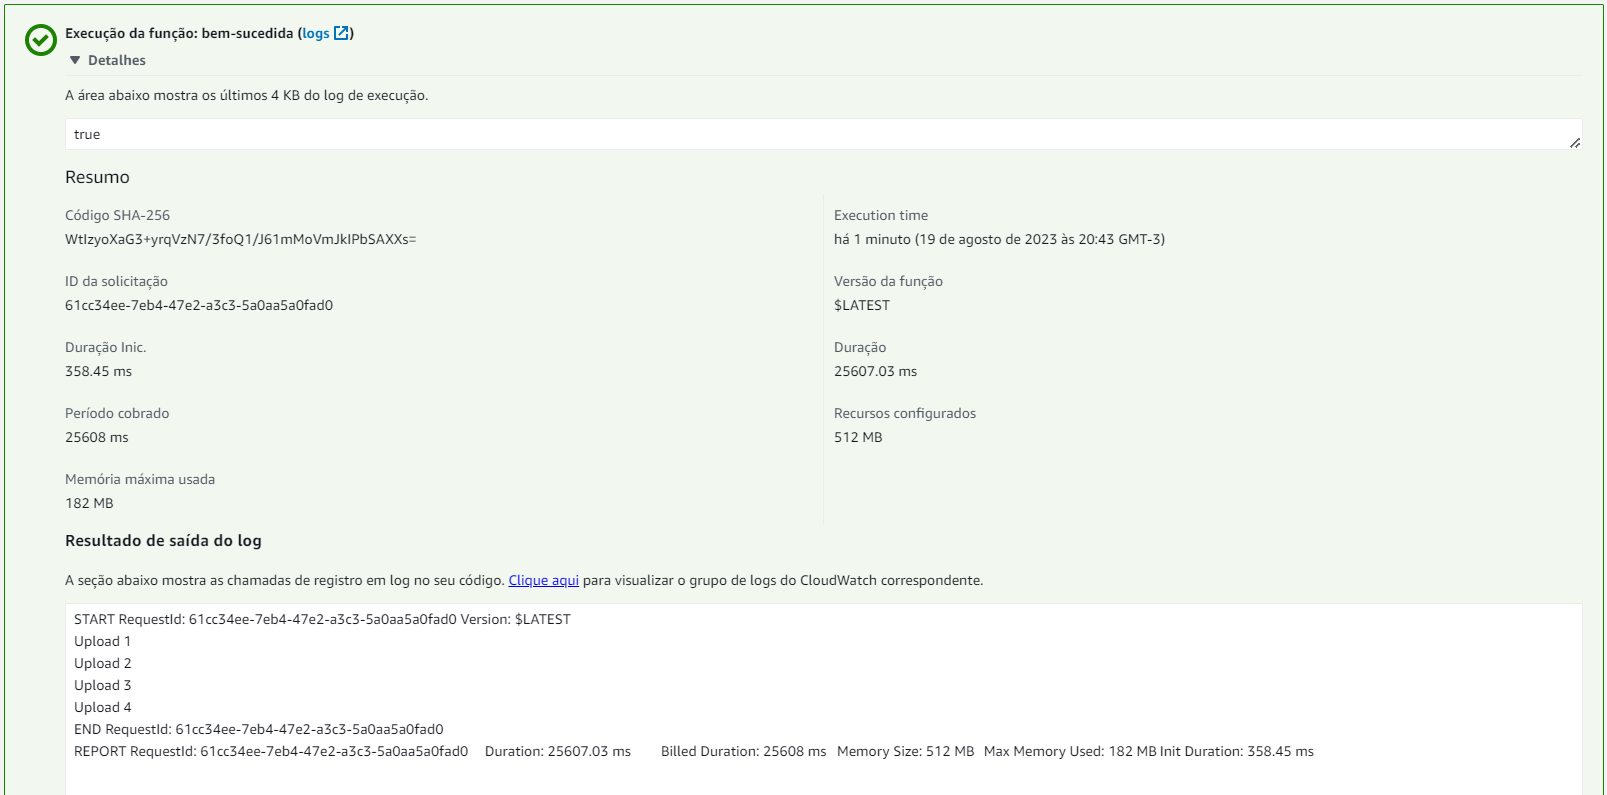 Execução da função: bem-sucedida (logs)
Detalhes
A área abaixo mostra os últimos 4 KB do log de execução.
true
Resumo
Código SHA-256
WtIzyoXaG3+yrqVzN7/3foQ1/J61mMoVmJkIPbSAXXs=
Execution time
há 1 minuto (19 de agosto de 2023 às 20:43 GMT-3)
ID da solicitação
61cc34ee-7eb4-47e2-a3c3-5a0aa5a0fad0
Versão da função
$LATEST
Duração Inic.
358.45 ms
Duração
25607.03 ms
Período cobrado
25608 ms
Recursos configurados
512 MB
Memória máxima usada
182 MB
Resultado de saída do log
A seção abaixo mostra as chamadas de registro em log no seu código. Clique aqui para visualizar o grupo de logs do CloudWatch correspondente.
START RequestId: 61cc34ee-7eb4-47e2-a3c3-5a0aa5a0fad0 Version: $LATEST
Upload 1
Upload 2
Upload 3
Upload 4
END RequestId: 61cc34ee-7eb4-47e2-a3c3-5a0aa5a0fad0
REPORT RequestId: 61cc34ee-7eb4-47e2-a3c3-5a0aa5a0fad0 Duration: 25607.03 ms Billed Duration: 25608 ms Memory Size: 512 MB Max Memory Used: 182 MB Init Duration: 358.45 ms